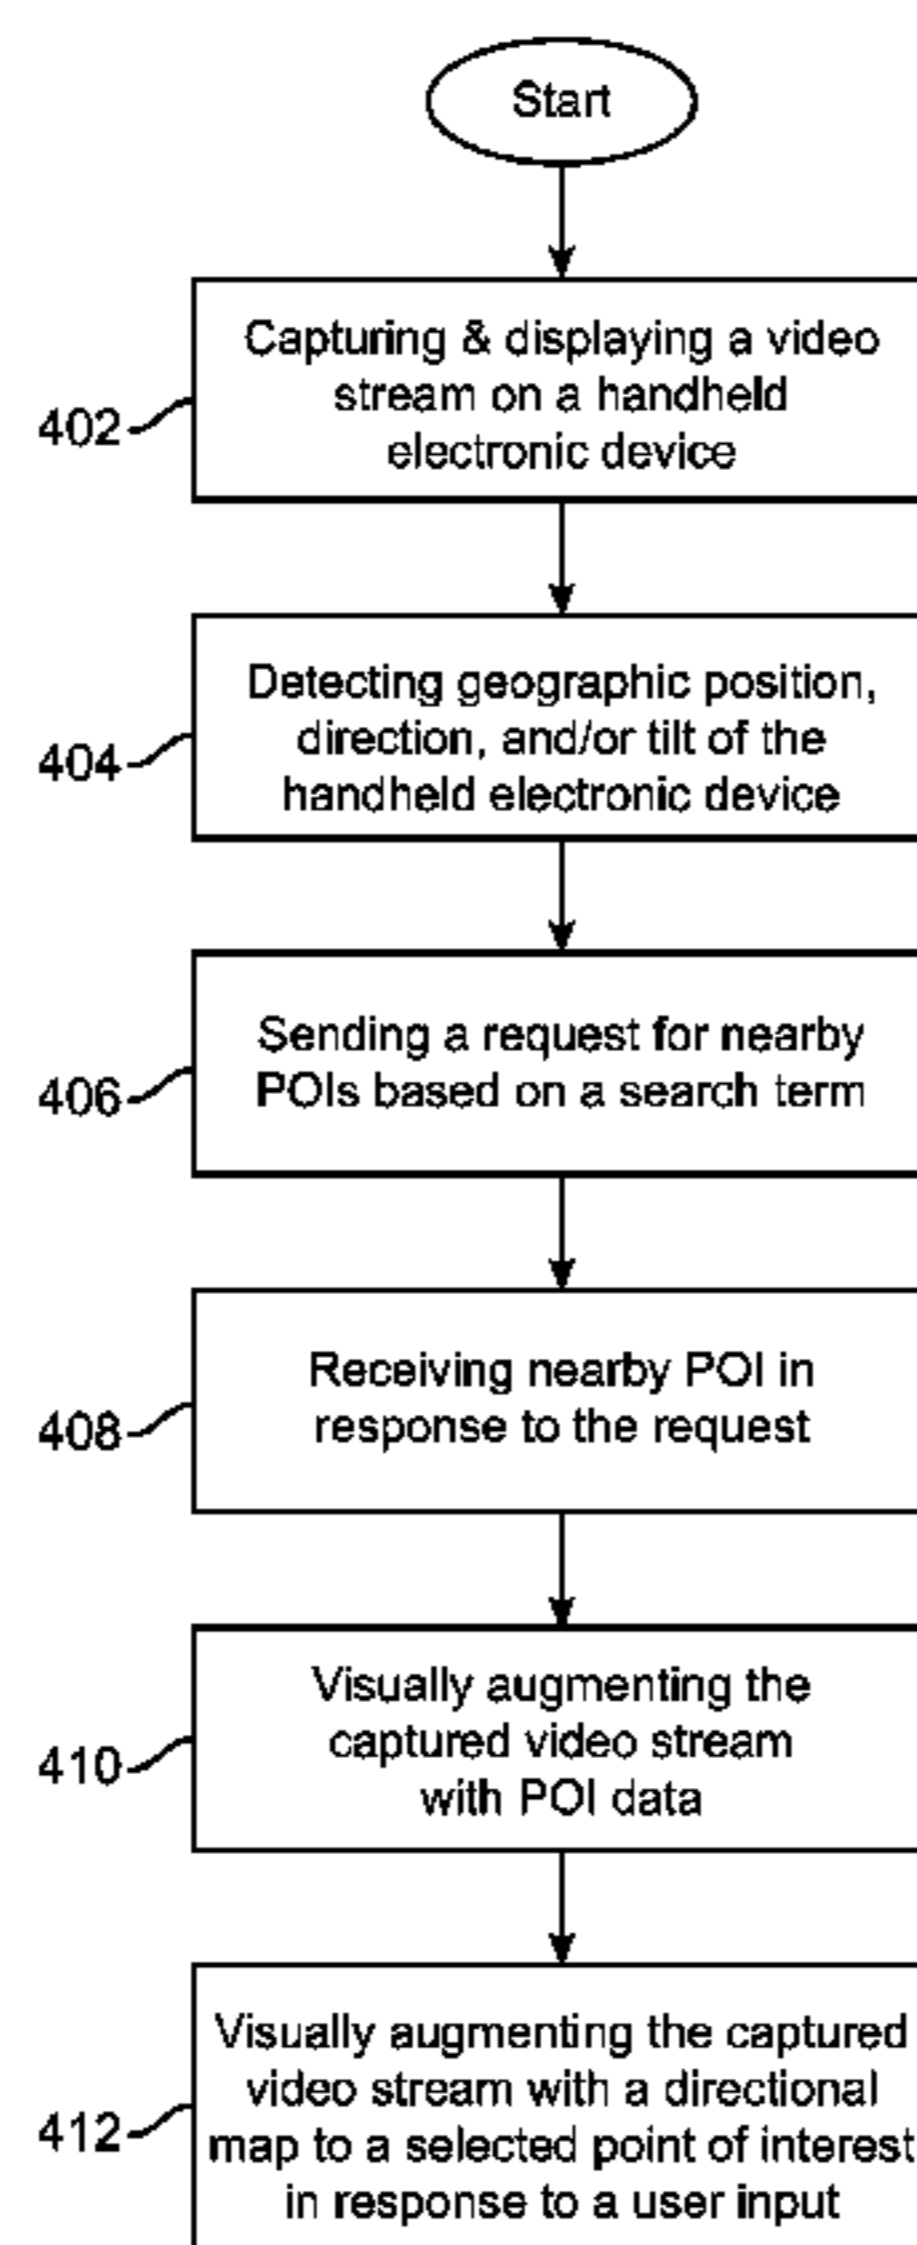 Start
Capturing & displaying a video
stream on a handheld
electronic device
402
Detecting geographic position,
direction, and/or tilt of the
handheld electronic device
404
Sending a request for nearby
POIs based on a search term
406
Receiving nearby POI in
response to the request
408
Visually augmenting the
captured video stream
with POI data
410
Visually augmenting the captured
video stream with a directional
map to a selected point of interest
in response to a user input
412